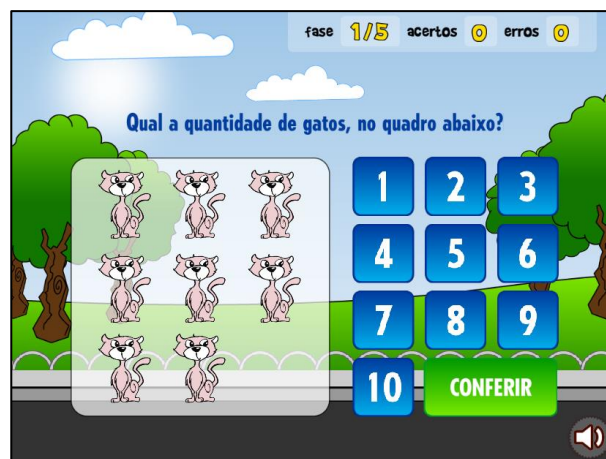 fase 1/5 acertos 0 erros 0
Qual a quantidade de gatos, no quadro abaixo?
1 2 3
4 5 6
7 8 9
10 CONFERIR